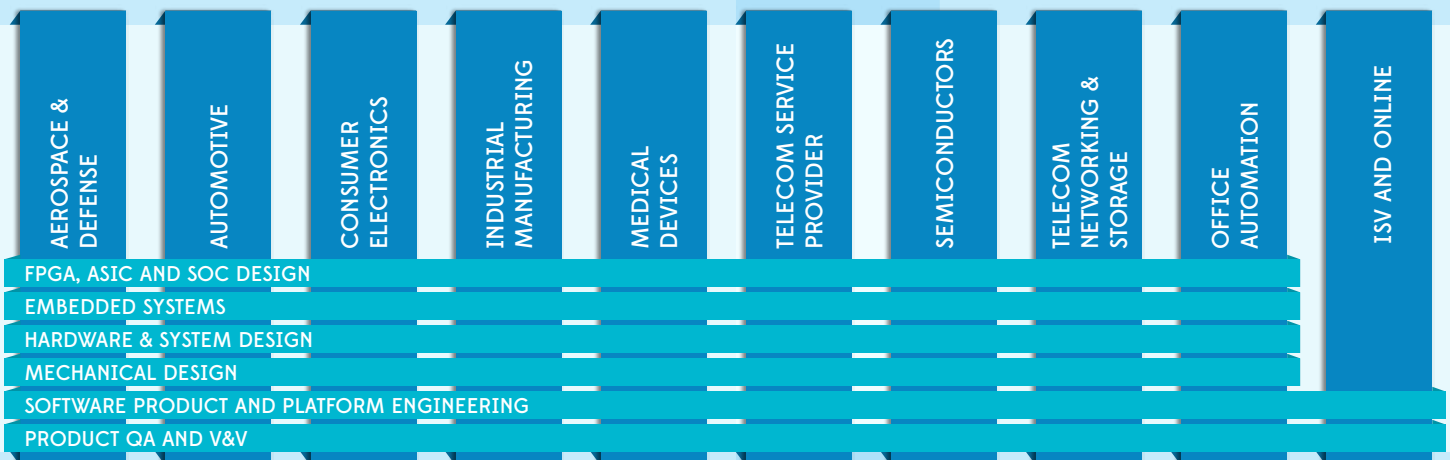 AEROSPACE &
DEFENSE
AUTOMOTIVE
CONSUMER
ELECTRONICS
INDUSTRIAL
MANUFACTURING
MEDICAL
DEVICES
TELECOM SERVICE
PROVIDER
SEMICONDUCTORS
TELECOM
NETWORKING &
STORAGE
OFFICE
AUTOMATION
ISV AND ONLINE
FPGA, ASIC AND SOC DESIGN
EMBEDDED SYSTEMS
HARDWARE & SYSTEM DESIGN
MECHANICAL DESIGN
SOFTWARE PRODUCT AND PLATFORM ENGINEERING
PRODUCT QA AND V&V